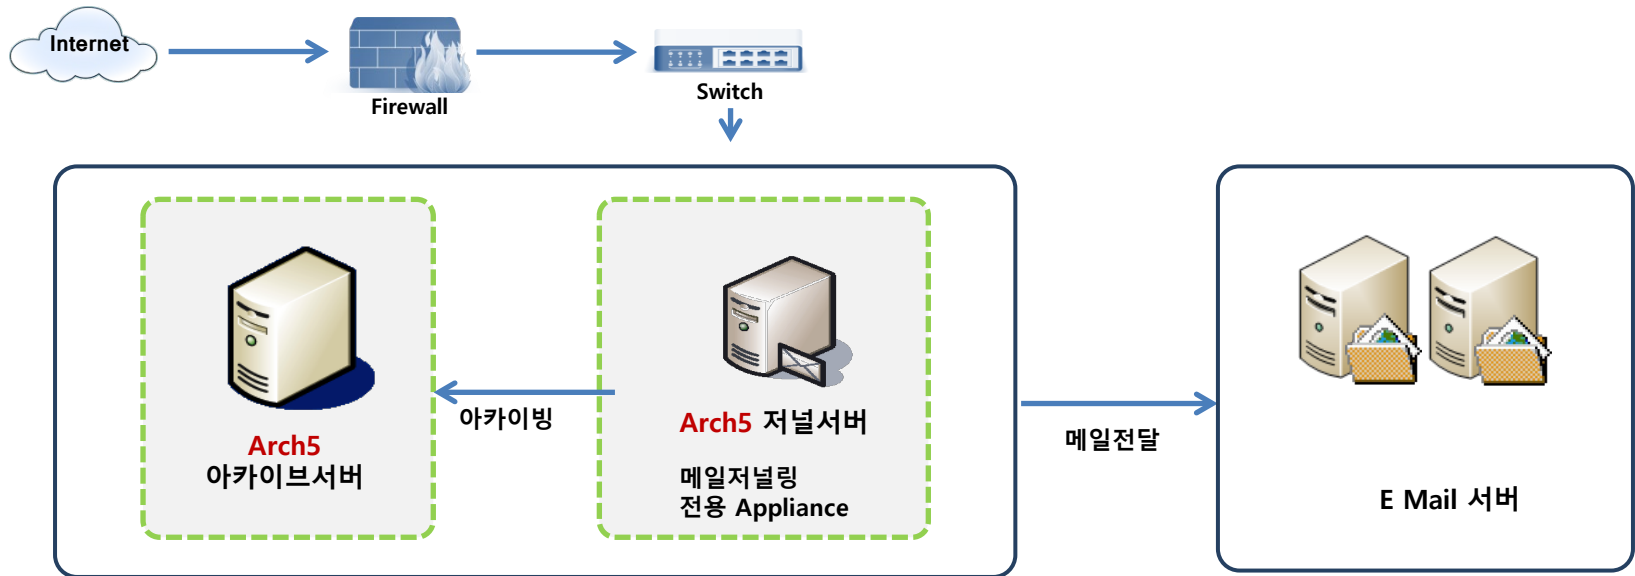 Internet
Firewall
Switch
Arch5
아카이브서버
아카이빙
Arch5 저널서버
메일저널링
전용 Appliance
메일전달
E Mail 서버